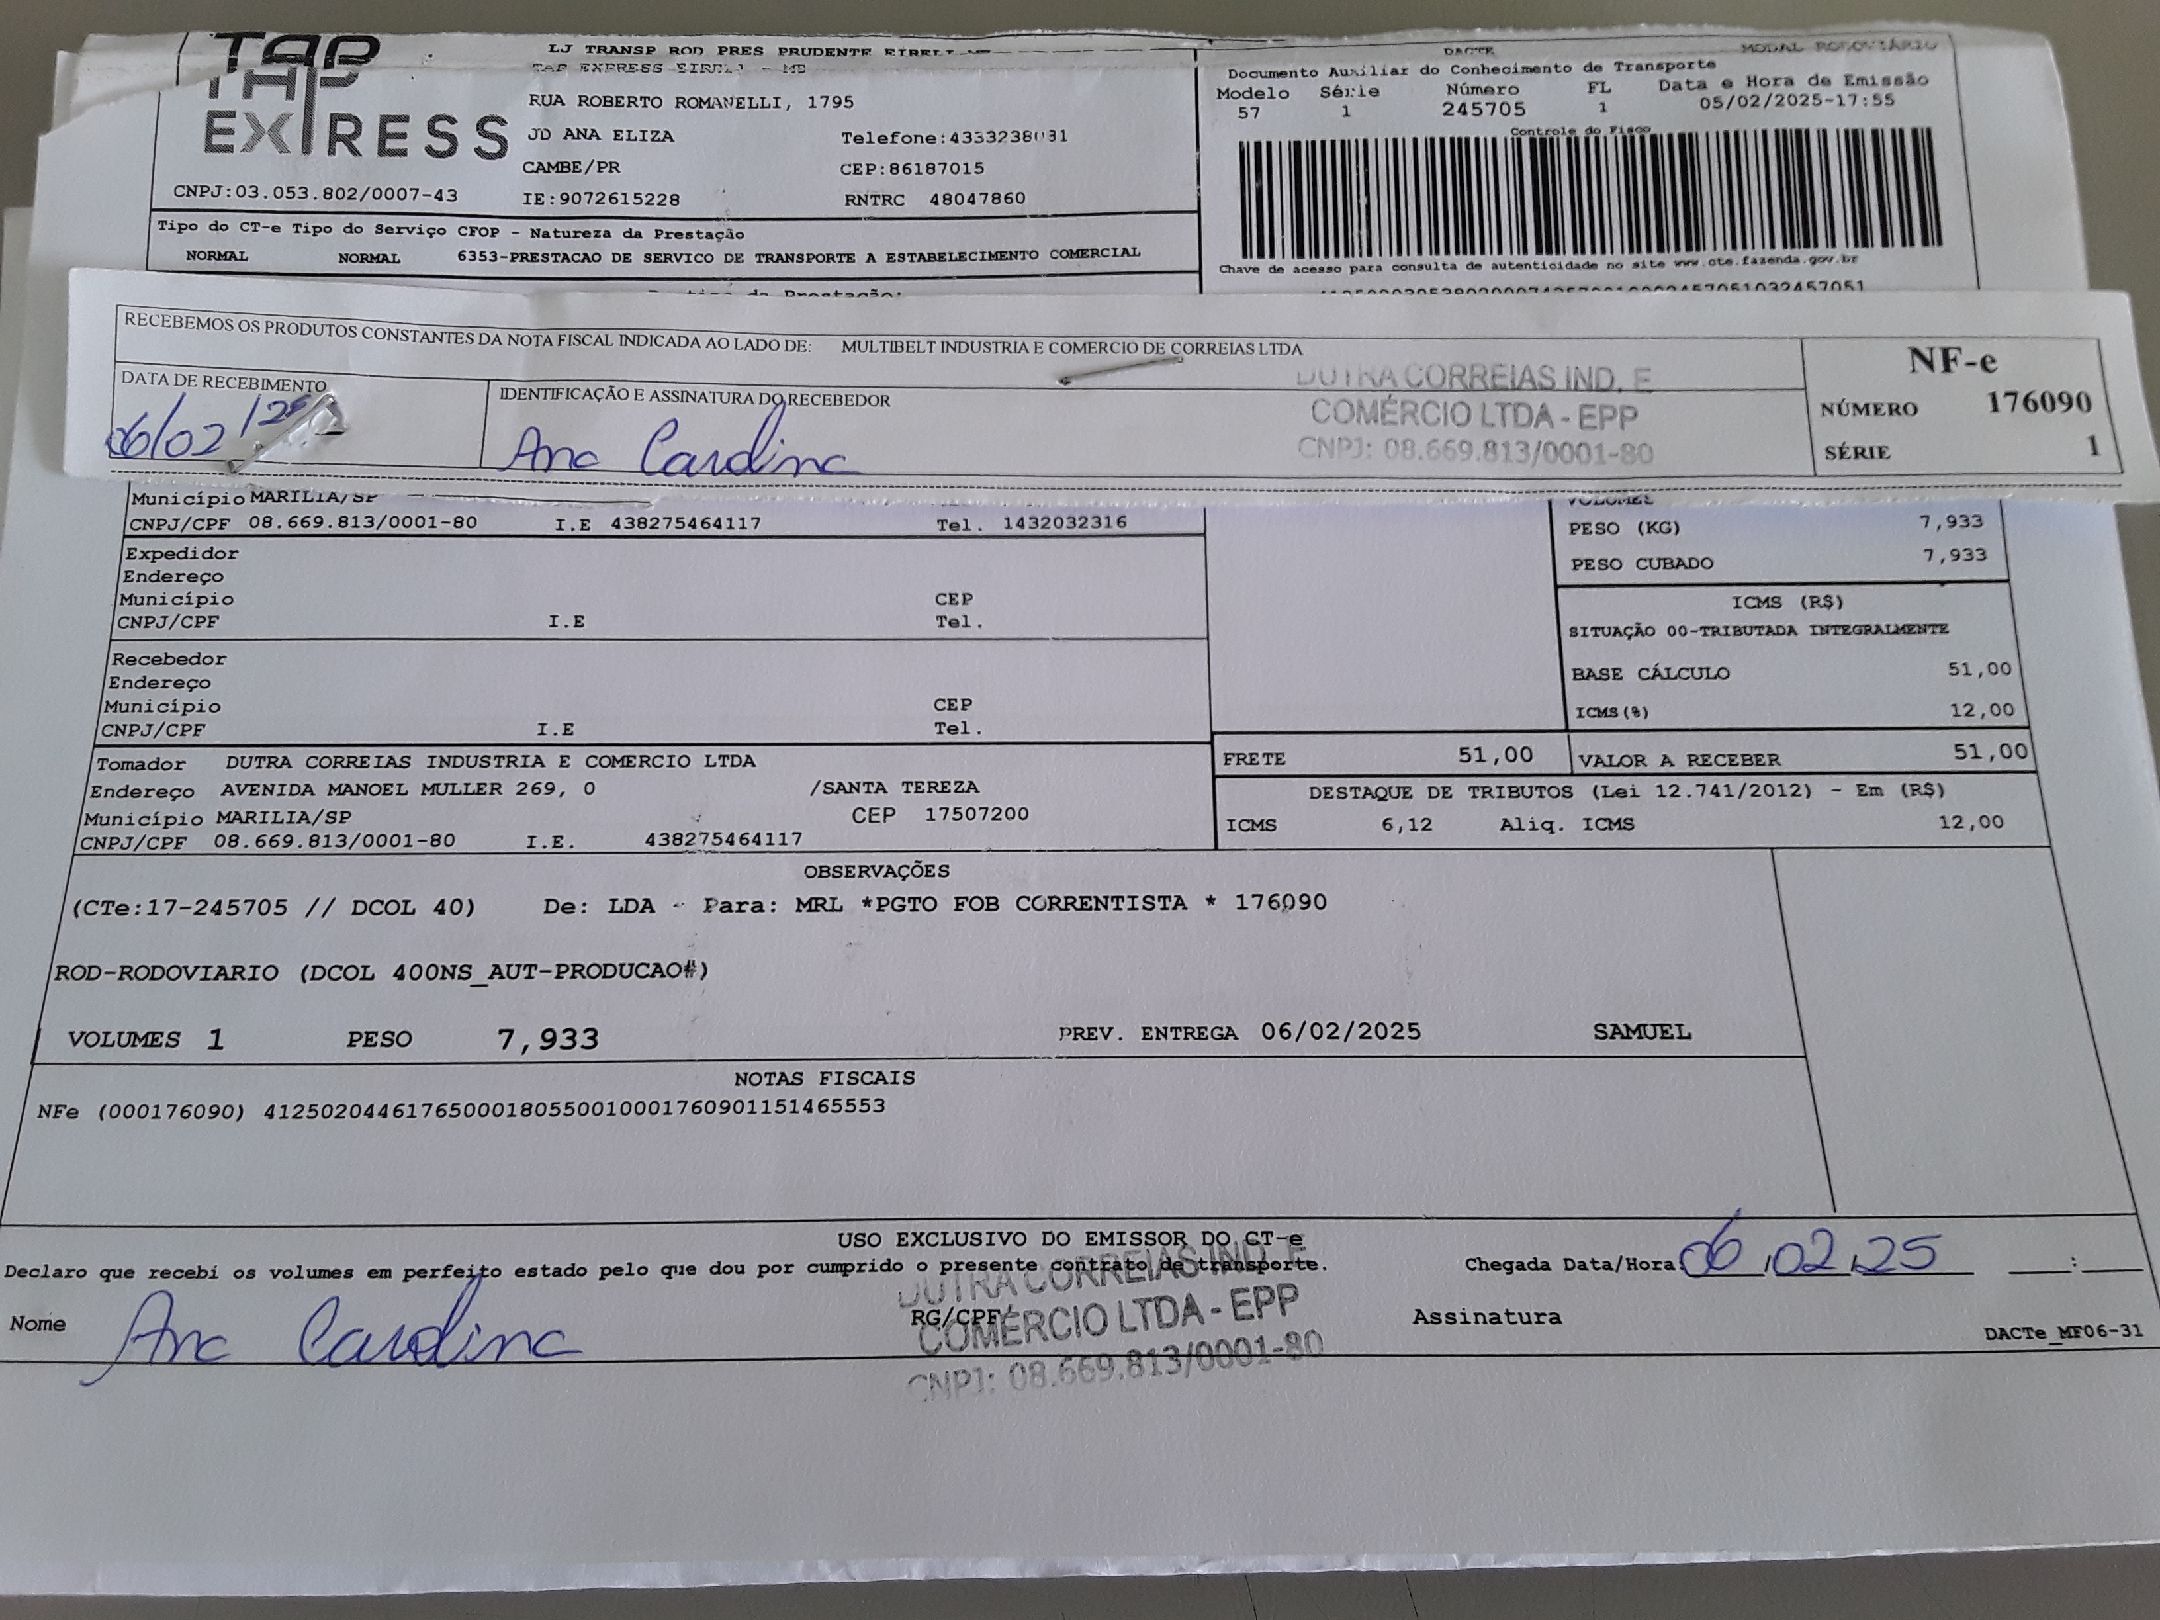 TAP
EXPRESS
LJ TRANSP ROD PRES PRUDENTE EIRELI - ME
TAP EXPRESS EIRELI - ME
RUA ROBERTO ROMANELLI, 1795
JD ANA ELIZA Telefone:4333238031
CAMBE/PR CEP:86187015
CNPJ:03.053.802/0007-43 IE:9072615228 RNTRC 48047860
DACTE MODAL RODOVIÁRIO
Documento Auxiliar do Conhecimento de Transporte
Modelo Série Número FL Data e Hora de Emissão
57 1 245705 1 05/02/2025-17:55
Controle do Fisco
Chave de acesso para consulta de autenticidade no site www.cte.fazenda.gov.br
Tipo do CT-e Tipo do Serviço CFOP - Natureza da Prestação
NORMAL NORMAL 6353-PRESTACAO DE SERVICO DE TRANSPORTE A ESTABELECIMENTO COMERCIAL
RECEBEMOS OS PRODUTOS CONSTANTES DA NOTA FISCAL INDICADA AO LADO DE: MULTIBELT INDUSTRIA E COMERCIO DE CORREIAS LTDA
DATA DE RECEBIMENTO
06/02/25
IDENTIFICAÇÃO E ASSINATURA DO RECEBEDOR
Ana Carolina
DUTRA CORREIAS IND. E
COMÉRCIO LTDA - EPP
CNPJ: 08.669.813/0001-80
NF-e
NÚMERO 176090
SÉRIE 1
Município MARILIA/SP
CNPJ/CPF 08.669.813/0001-80 I.E 438275464117 Tel. 1432032316
Expedidor
Endereço
Município CEP
CNPJ/CPF I.E Tel.
Recebedor
Endereço
Município CEP
CNPJ/CPF I.E Tel.
Tomador DUTRA CORREIAS INDUSTRIA E COMERCIO LTDA
Endereço AVENIDA MANOEL MULLER 269, 0 /SANTA TEREZA
Município MARILIA/SP CEP 17507200
CNPJ/CPF 08.669.813/0001-80 I.E. 438275464117
PESO (KG) 7,933
PESO CUBADO 7,933
ICMS (R$)
SITUAÇÃO 00-TRIBUTADA INTEGRALMENTE
BASE CÁLCULO 51,00
ICMS(%) 12,00
FRETE 51,00 VALOR A RECEBER 51,00
DESTAQUE DE TRIBUTOS (Lei 12.741/2012) - Em (R$)
ICMS 6,12 Aliq. ICMS 12,00
OBSERVAÇÕES
(CTe:17-245705 // DCOL 40) De: LDA - Para: MRL *PGTO FOB CORRENTISTA * 176090
ROD-RODOVIARIO (DCOL 400NS_AUT-PRODUCAO#)
VOLUMES 1 PESO 7,933 PREV. ENTREGA 06/02/2025 SAMUEL
NOTAS FISCAIS
NFe (000176090) 41250204461765000180550010001760901151465553
USO EXCLUSIVO DO EMISSOR DO CT-e
Declaro que recebi os volumes em perfeito estado pelo que dou por cumprido o presente contrato de transporte.
Chegada Data/Hora 06.02.25 :
Nome Ana Carolina RG/CPF Assinatura
DUTRA CORREIAS IND. E
COMÉRCIO LTDA - EPP
CNPJ: 08.669.813/0001-80
DACTe_MF06-31